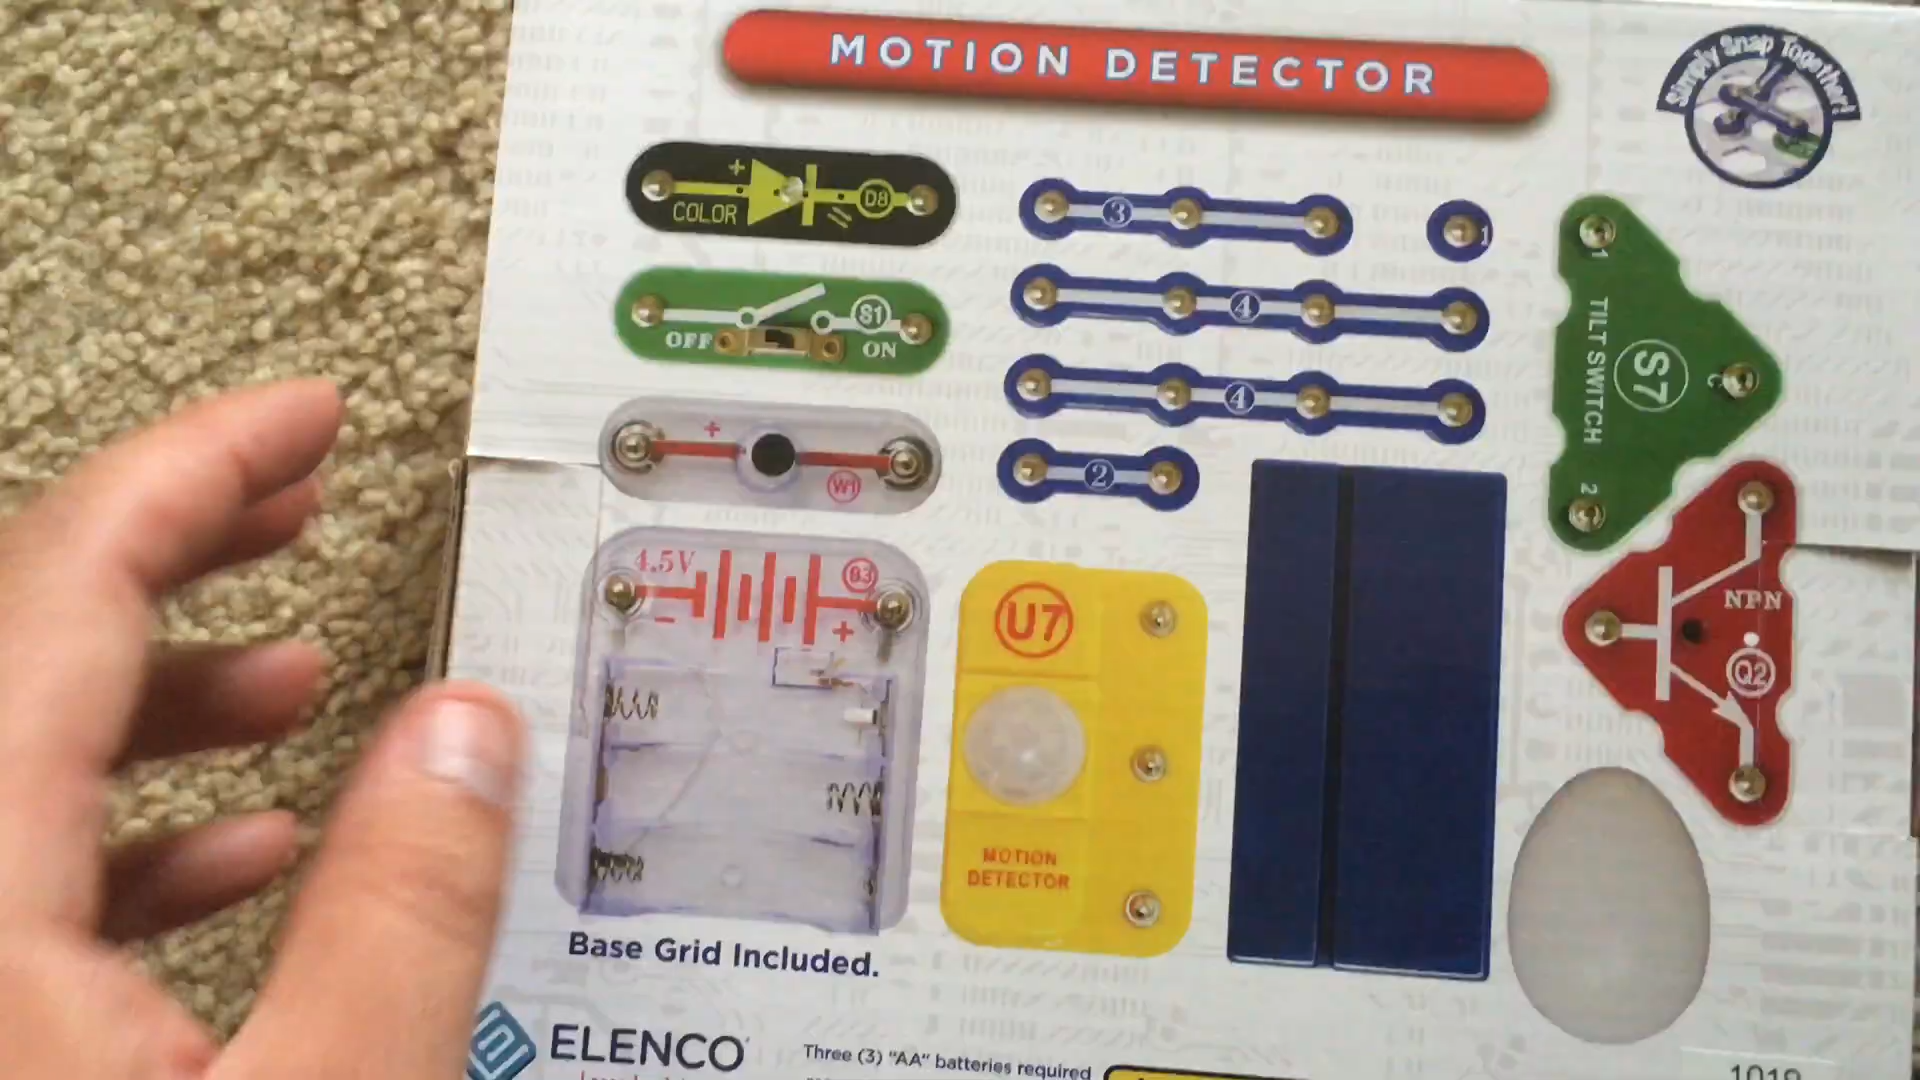 MOTION DETECTOR
Simply Snap Together!
+
COLOR
D8
3
1
OFF
S1
ON
4
1
TILT SWITCH
S7
C
2
4
+
W1
2
4.5V
B3
−
+
U7
NPN
Q2
MOTION
DETECTOR
Base Grid Included.
ELENCO
Three (3) "AA" batteries required